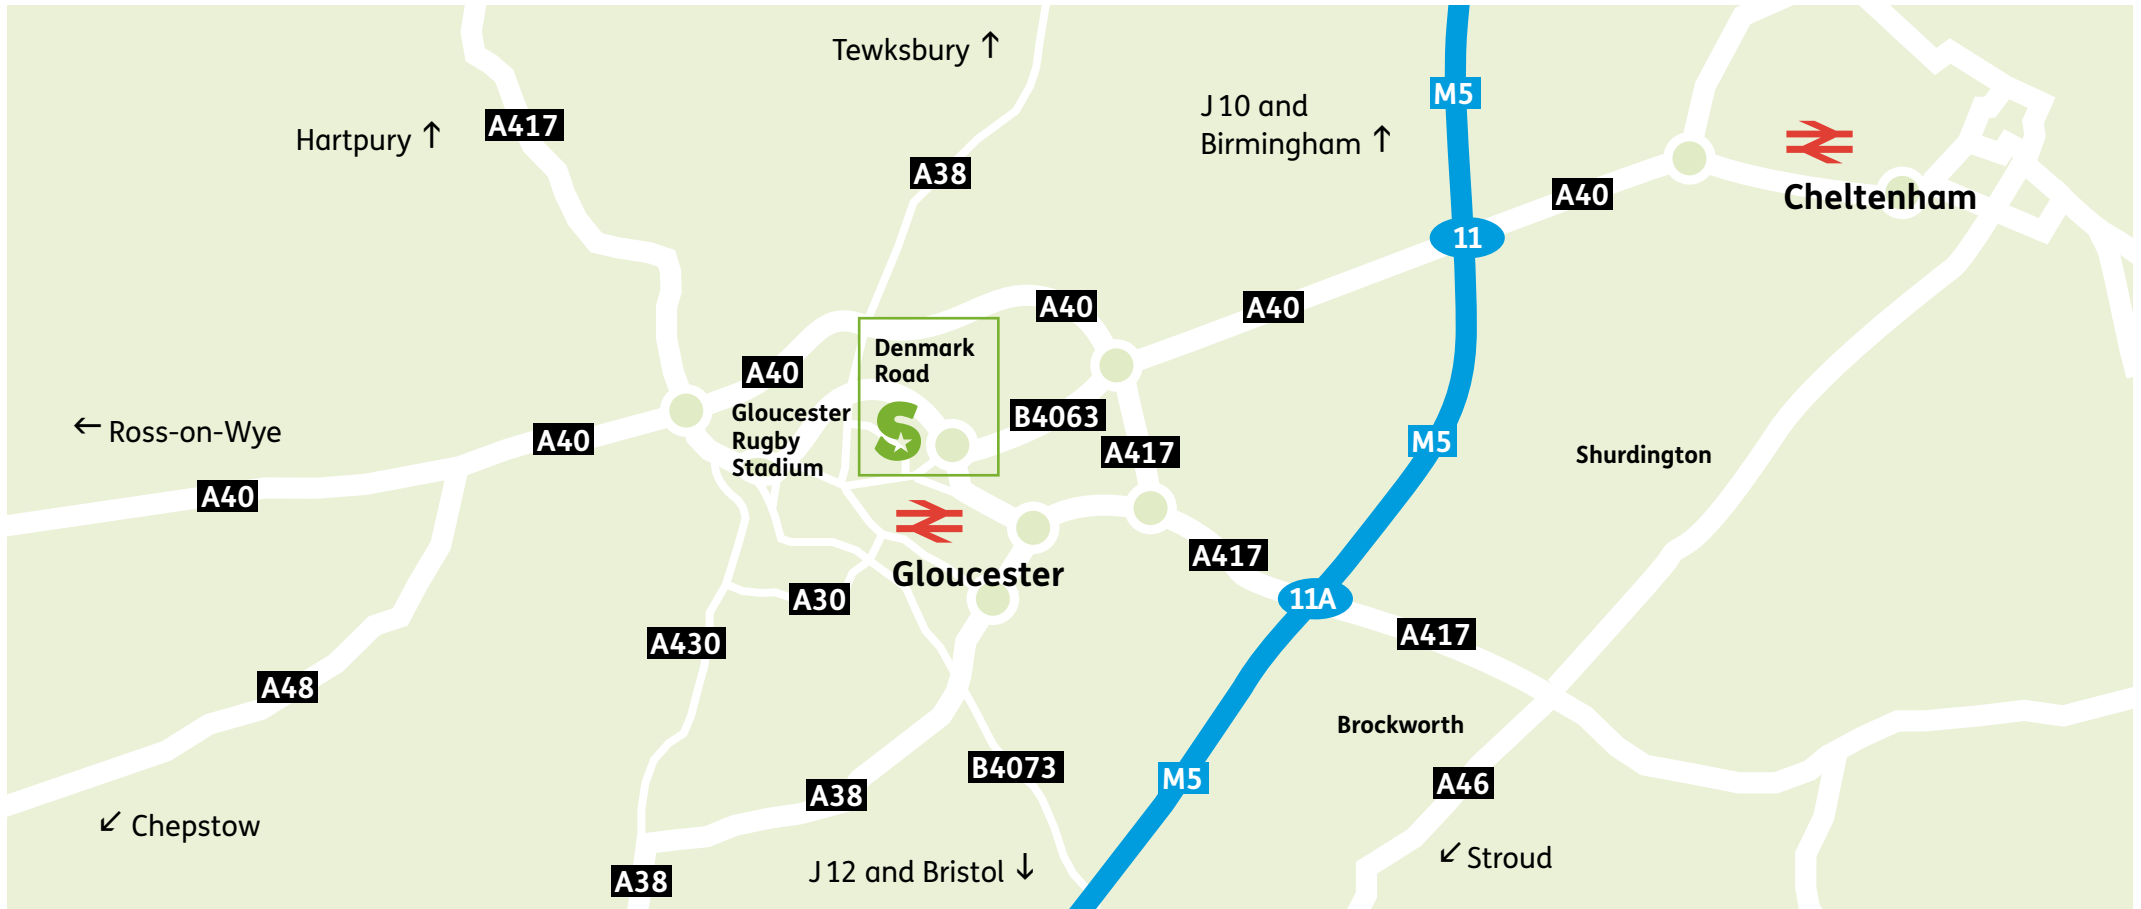 Tewksbury ↑
M5
J10 and
Birmingham ↑
Hartpury ↑
A417
A38
A40
Cheltenham
11
A40
A40
Denmark
Road
A40
Gloucester
Rugby
Stadium
S
B4063
← Ross-on-Wye
A40
A417
M5
Shurdington
A40
A417
Gloucester
A30
11A
A430
A417
A48
Brockworth
B4073
M5
A46
A38
↙ Chepstow
↙ Stroud
J12 and Bristol ↓
A38